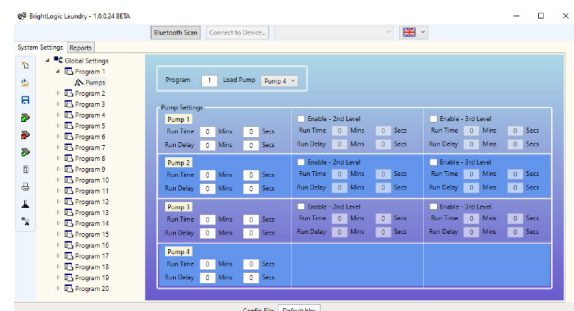 BrightLogic Laundry - 1.0.0.24 BETA
Bluetooth Scan Connect to Device...
System Settings Reports
Global Settings
Program 1
Pumps
Program 2
Program 3
Program 4
Program 5
Program 6
Program 7
Program 8
Program 9
Program 10
Program 11
Program 12
Program 13
Program 14
Program 15
Program 16
Program 17
Program 18
Program 19
Program 20
Program 1 Load Pump Pump 4
Pump Settings
Pump 1 Enable - 2nd Level Enable - 3rd Level
Run Time 0 Mins 0 Secs Run Time 0 Mins 0 Secs Run Time 0 Mins 0 Secs
Run Delay 0 Mins 0 Secs Run Delay 0 Mins 0 Secs Run Delay 0 Mins 0 Secs
Pump 2 Enable - 2nd Level Enable - 3rd Level
Run Time 0 Mins 0 Secs Run Time 0 Mins 0 Secs Run Time 0 Mins 0 Secs
Run Delay 0 Mins 0 Secs Run Delay 0 Mins 0 Secs Run Delay 0 Mins 0 Secs
Pump 3 Enable - 2nd Level Enable - 3rd Level
Run Time 0 Mins 0 Secs Run Time 0 Mins 0 Secs Run Time 0 Mins 0 Secs
Run Delay 0 Mins 0 Secs Run Delay 0 Mins 0 Secs Run Delay 0 Mins 0 Secs
Pump 4
Run Time 0 Mins 0 Secs
Run Delay 0 Mins 0 Secs
Config File